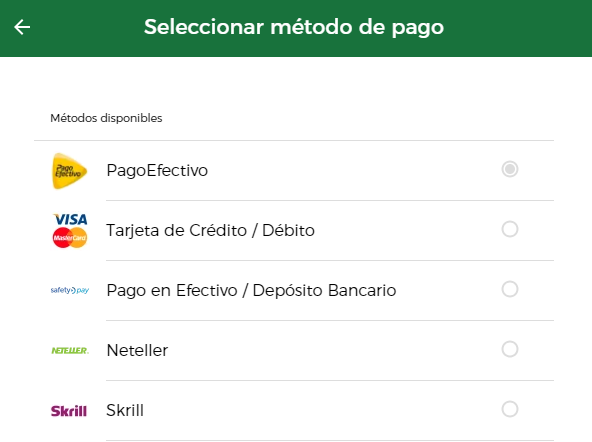 Seleccionar método de pago
Métodos disponibles
Pago Efectivo
PagoEfectivo
VISA
MasterCard
Tarjeta de Crédito / Débito
safetypay
Pago en Efectivo / Depósito Bancario
NETELLER.
Neteller
Skrill
Skrill